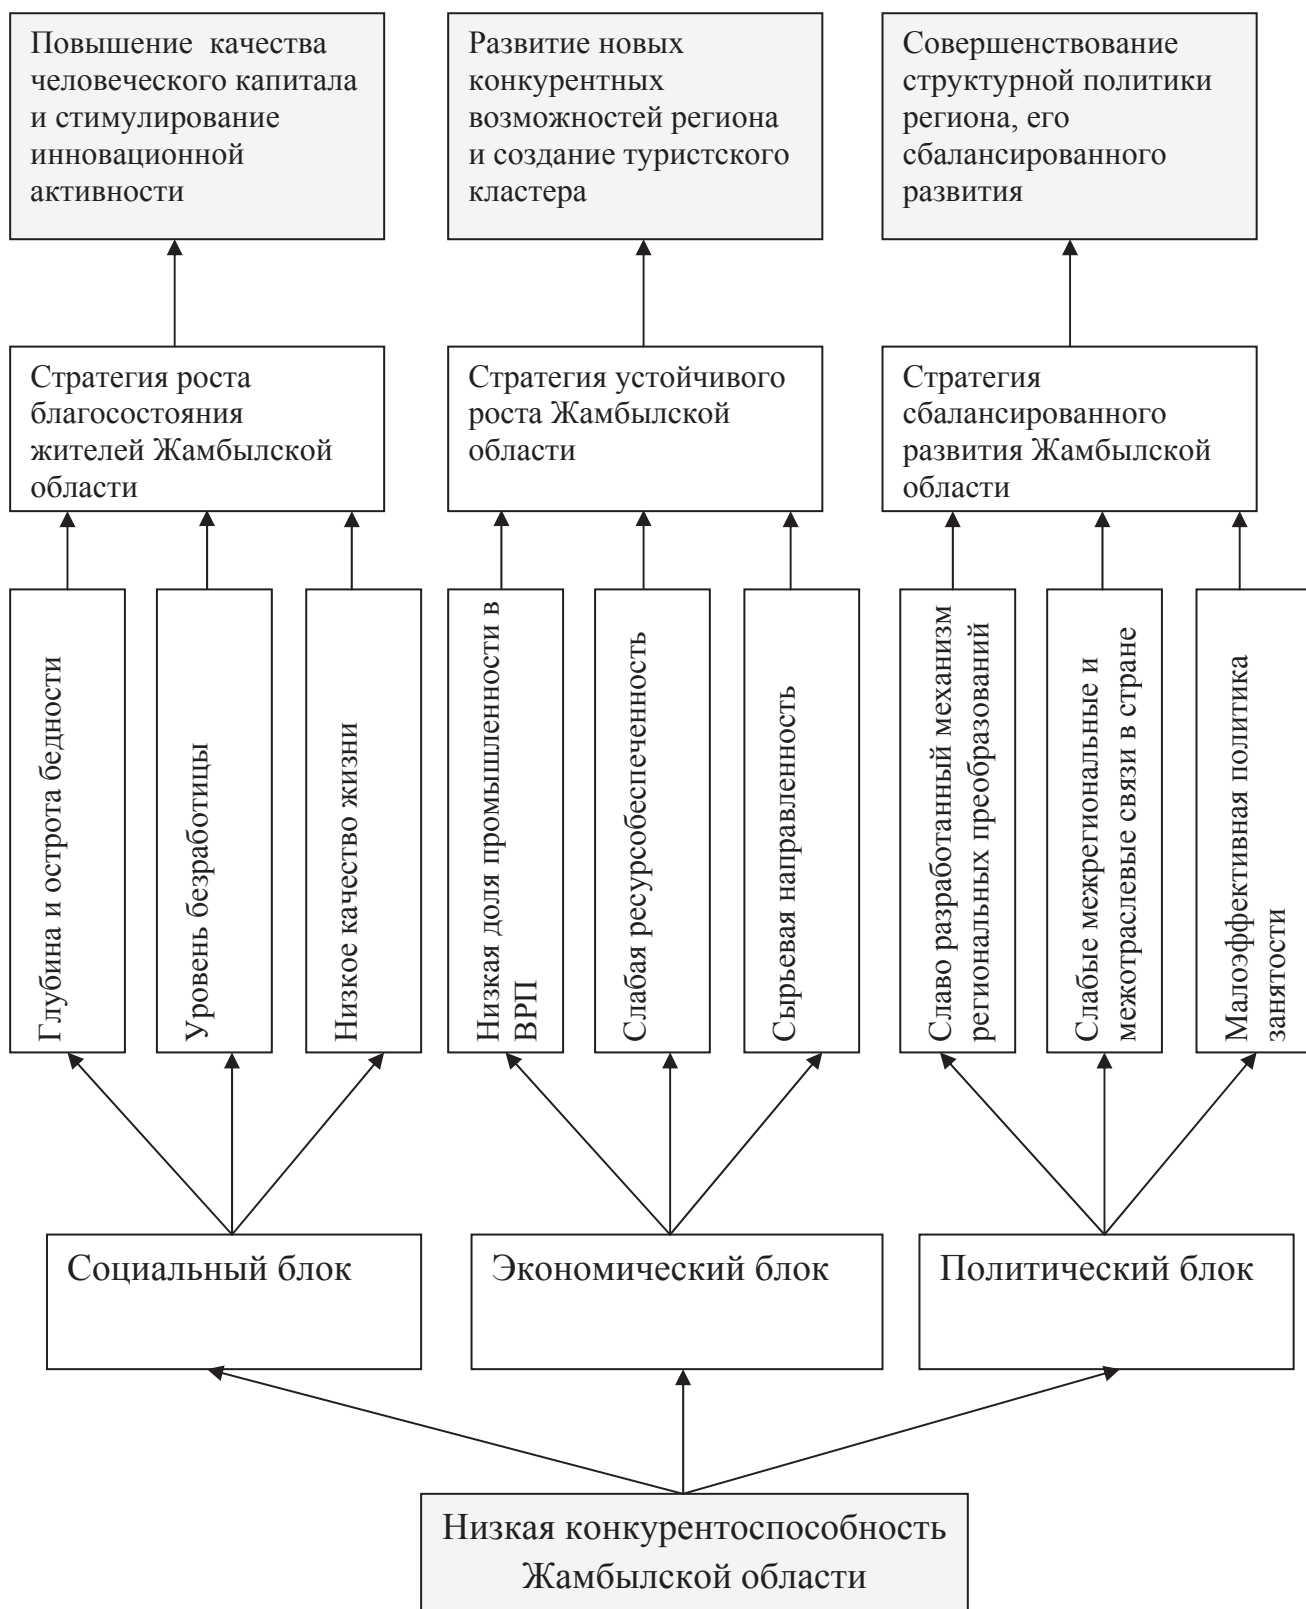 Повышение качества
человеческого капитала
и стимулирование
инновационной
активности
Развитие новых
конкурентных
возможностей региона
и создание туристского
кластера
Совершенствование
структурной политики
региона, его
сбалансированного
развития
Стратегия роста
благосостояния
жителей Жамбылской
области
Стратегия устойчивого
роста Жамбылской
области
Стратегия
сбалансированного
развития Жамбылской
области
Глубина и острота бедности
Уровень безработицы
Низкое качество жизни
Низкая доля промышленности в
ВРП
Слабая ресурсобеспеченность
Сырьевая направленность
Славо разработанный механизм
региональных преобразований
Слабые межрегиональные и
межотраслевые связи в стране
Малоэффективная политика
занятости
Социальный блок
Экономический блок
Политический блок
Низкая конкурентоспособность
Жамбылской области